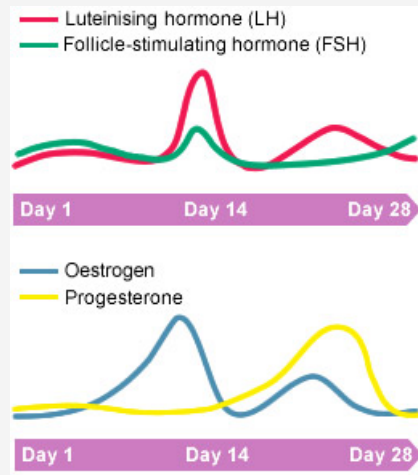 Luteinising hormone (LH)
Follicle-stimulating hormone (FSH)
Day 1 Day 14 Day 28
Oestrogen
Progesterone
Day 1 Day 14 Day 28